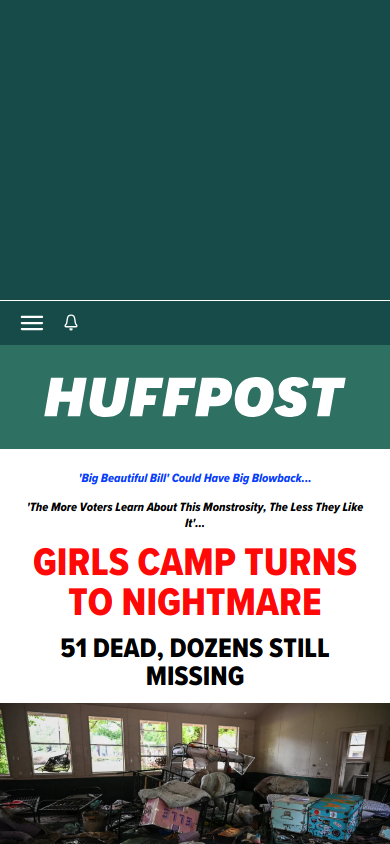 HUFFPOST
'Big Beautiful Bill' Could Have Big Blowback...
'The More Voters Learn About This Monstrosity, The Less They Like
It'...
GIRLS CAMP TURNS
TO NIGHTMARE
51 DEAD, DOZENS STILL
MISSING